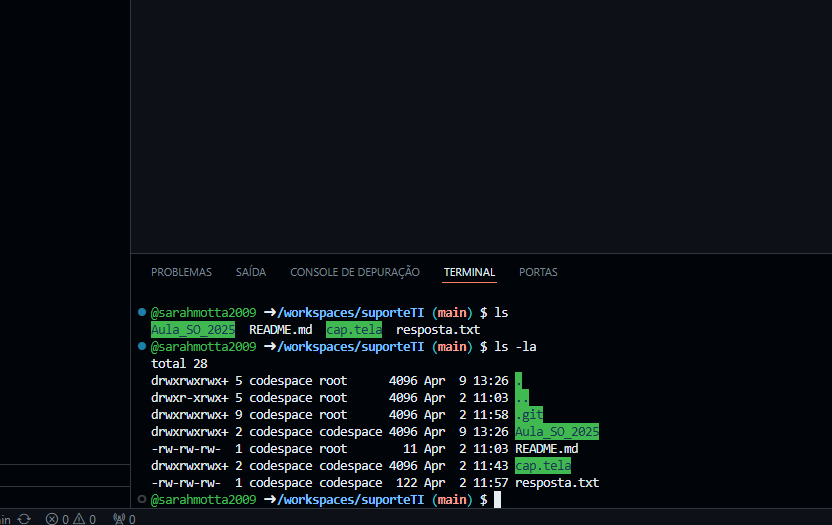 PROBLEMAS SAÍDA CONSOLE DE DEPURAÇÃO TERMINAL PORTAS
@sarahmotta2009 ➜/workspaces/suporteTI (main) $ ls
Aula_SO_2025 README.md cap.tela resposta.txt
@sarahmotta2009 ➜/workspaces/suporteTI (main) $ ls -la
total 28
drwxrwxrwx+ 5 codespace root 4096 Apr 9 13:26 .
drwxr-xrwx+ 5 codespace root 4096 Apr 2 11:03 ..
drwxrwxrwx+ 9 codespace root 4096 Apr 2 11:58 .git
drwxrwxrwx+ 2 codespace codespace 4096 Apr 9 13:26 Aula_SO_2025
-rw-rw-rw- 1 codespace root 11 Apr 2 11:03 README.md
drwxrwxrwx+ 2 codespace codespace 4096 Apr 2 11:43 cap.tela
-rw-rw-rw- 1 codespace codespace 122 Apr 2 11:57 resposta.txt
@sarahmotta2009 ➜/workspaces/suporteTI (main) $
in 0 0 0